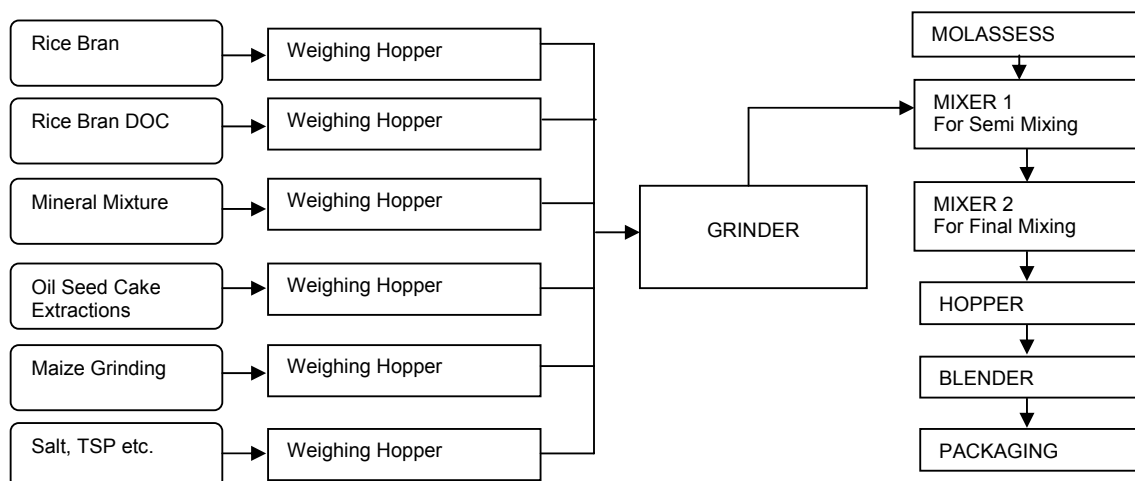 Rice Bran
Weighing Hopper
Rice Bran DOC
Weighing Hopper
Mineral Mixture
Weighing Hopper
Oil Seed Cake
Extractions
Weighing Hopper
Maize Grinding
Weighing Hopper
Salt, TSP etc.
Weighing Hopper
GRINDER
MOLASSESS
MIXER 1
For Semi Mixing
MIXER 2
For Final Mixing
HOPPER
BLENDER
PACKAGING